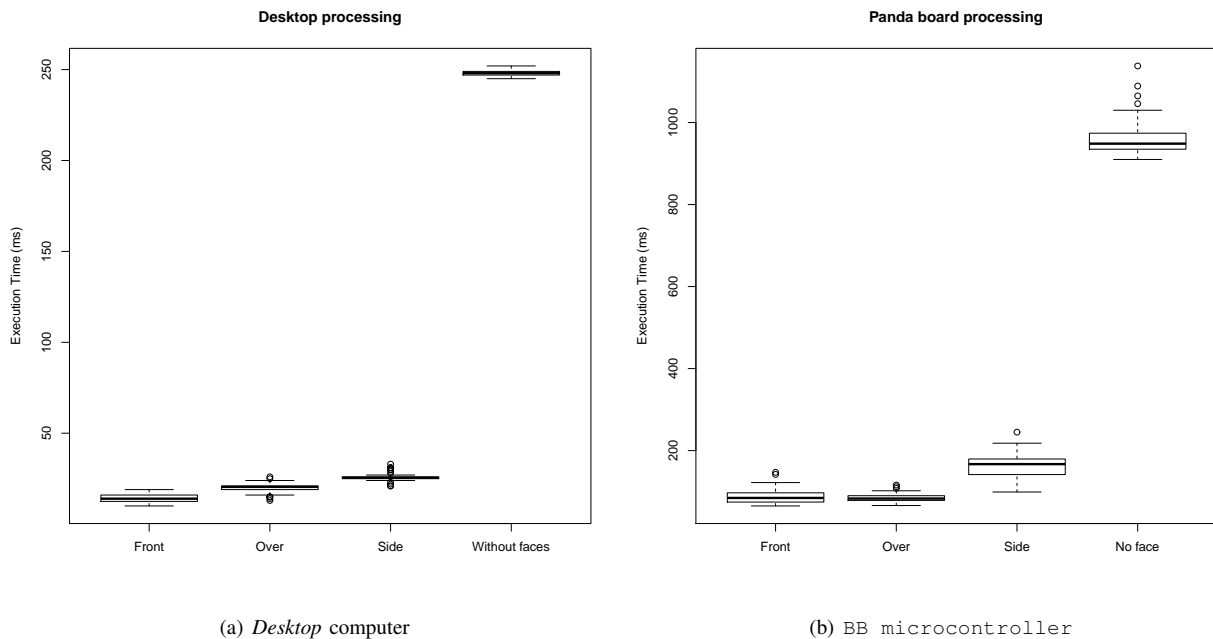 Desktop processing
Execution Time (ms)
250
200
150
100
50
Front Over Side Without faces
(a) Desktop computer
Panda board processing
Execution Time (ms)
1000
800
600
400
200
Front Over Side No face
(b) BB microcontroller